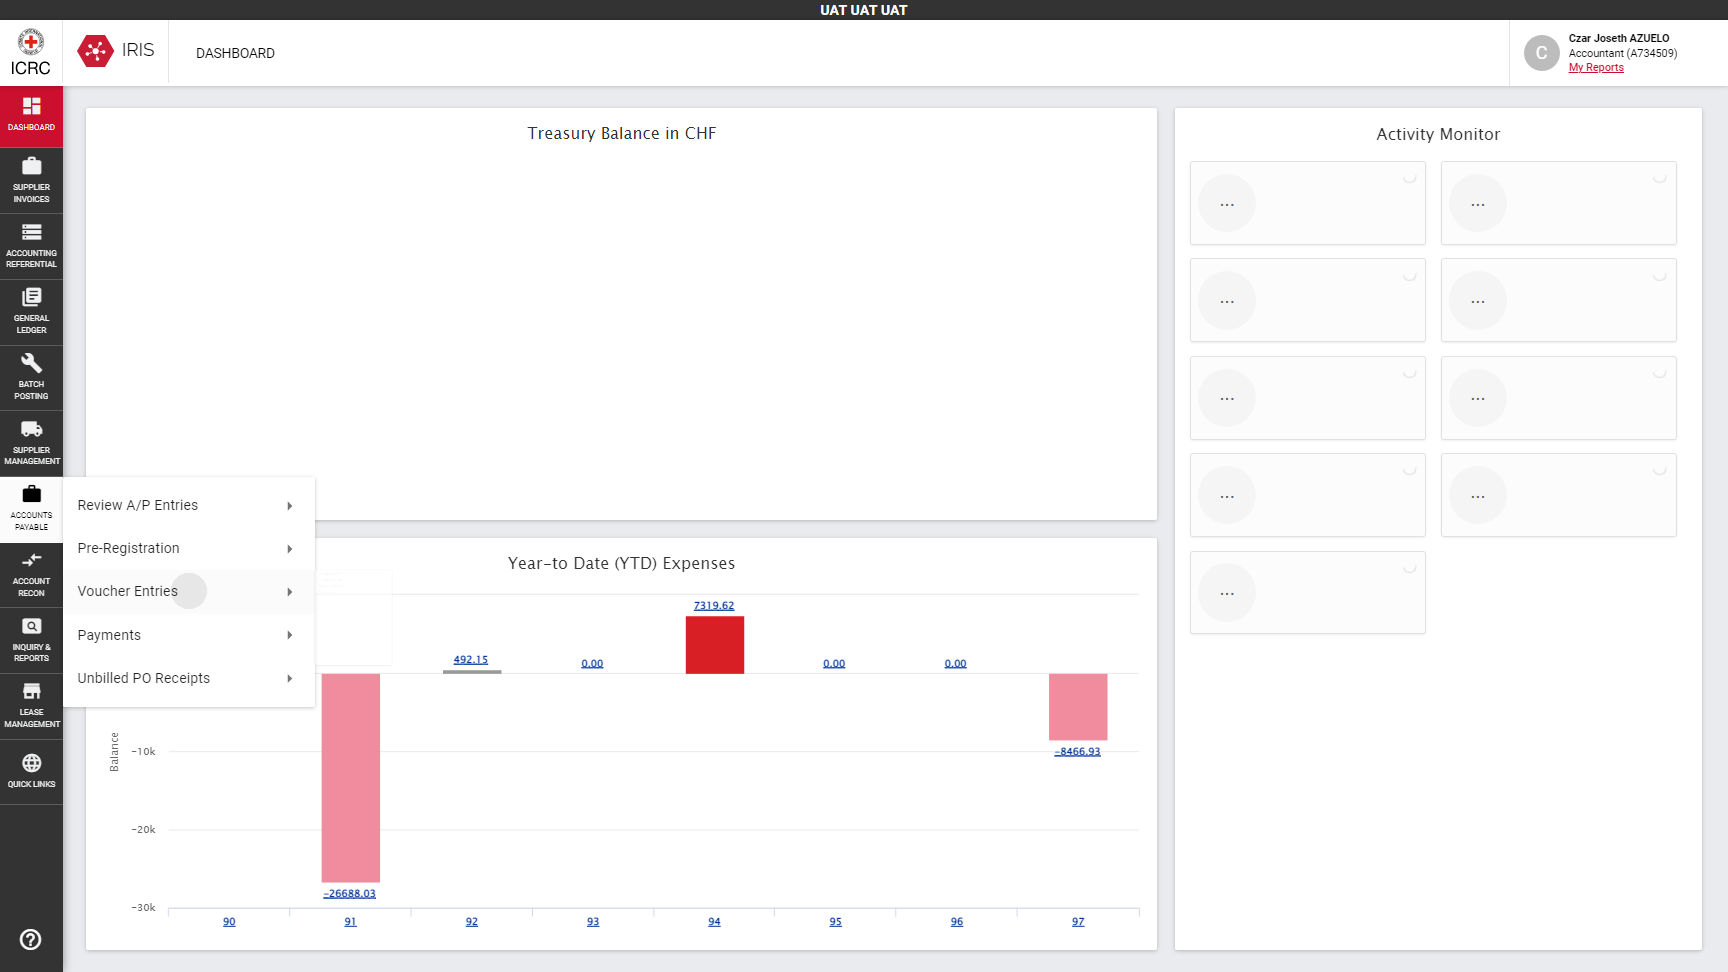 UAT UAT UAT
ICRC
IRIS
DASHBOARD
C
Czar Joseth AZUELO
Accountant (A734509)
My Reports
DASHBOARD
SUPPLIER
INVOICES
ACCOUNTING
REFERENTIAL
GENERAL
LEDGER
BATCH
POSTING
SUPPLIER
MANAGEMENT
ACCOUNTS
PAYABLE
ACCOUNT
RECON
INQUIRY &
REPORTS
LEASE
MANAGEMENT
QUICK LINKS
Review A/P Entries
Pre-Registration
Voucher Entries
Payments
Unbilled PO Receipts
Treasury Balance in CHF
Year-to Date (YTD) Expenses
Balance
-10k
-20k
-30k
-26688.03
492.15
0.00
7319.62
0.00
0.00
-8466.93
90
91
92
93
94
95
96
97
Activity Monitor
...
...
...
...
...
...
...
...
...